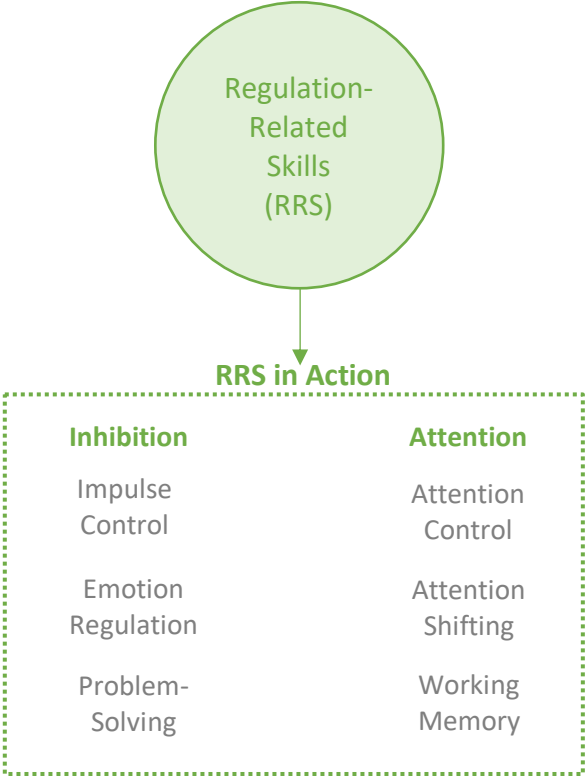 Regulation-
Related
Skills
(RRS)
RRS in Action
Inhibition
Impulse
Control
Emotion
Regulation
Problem-
Solving
Attention
Attention
Control
Attention
Shifting
Working
Memory